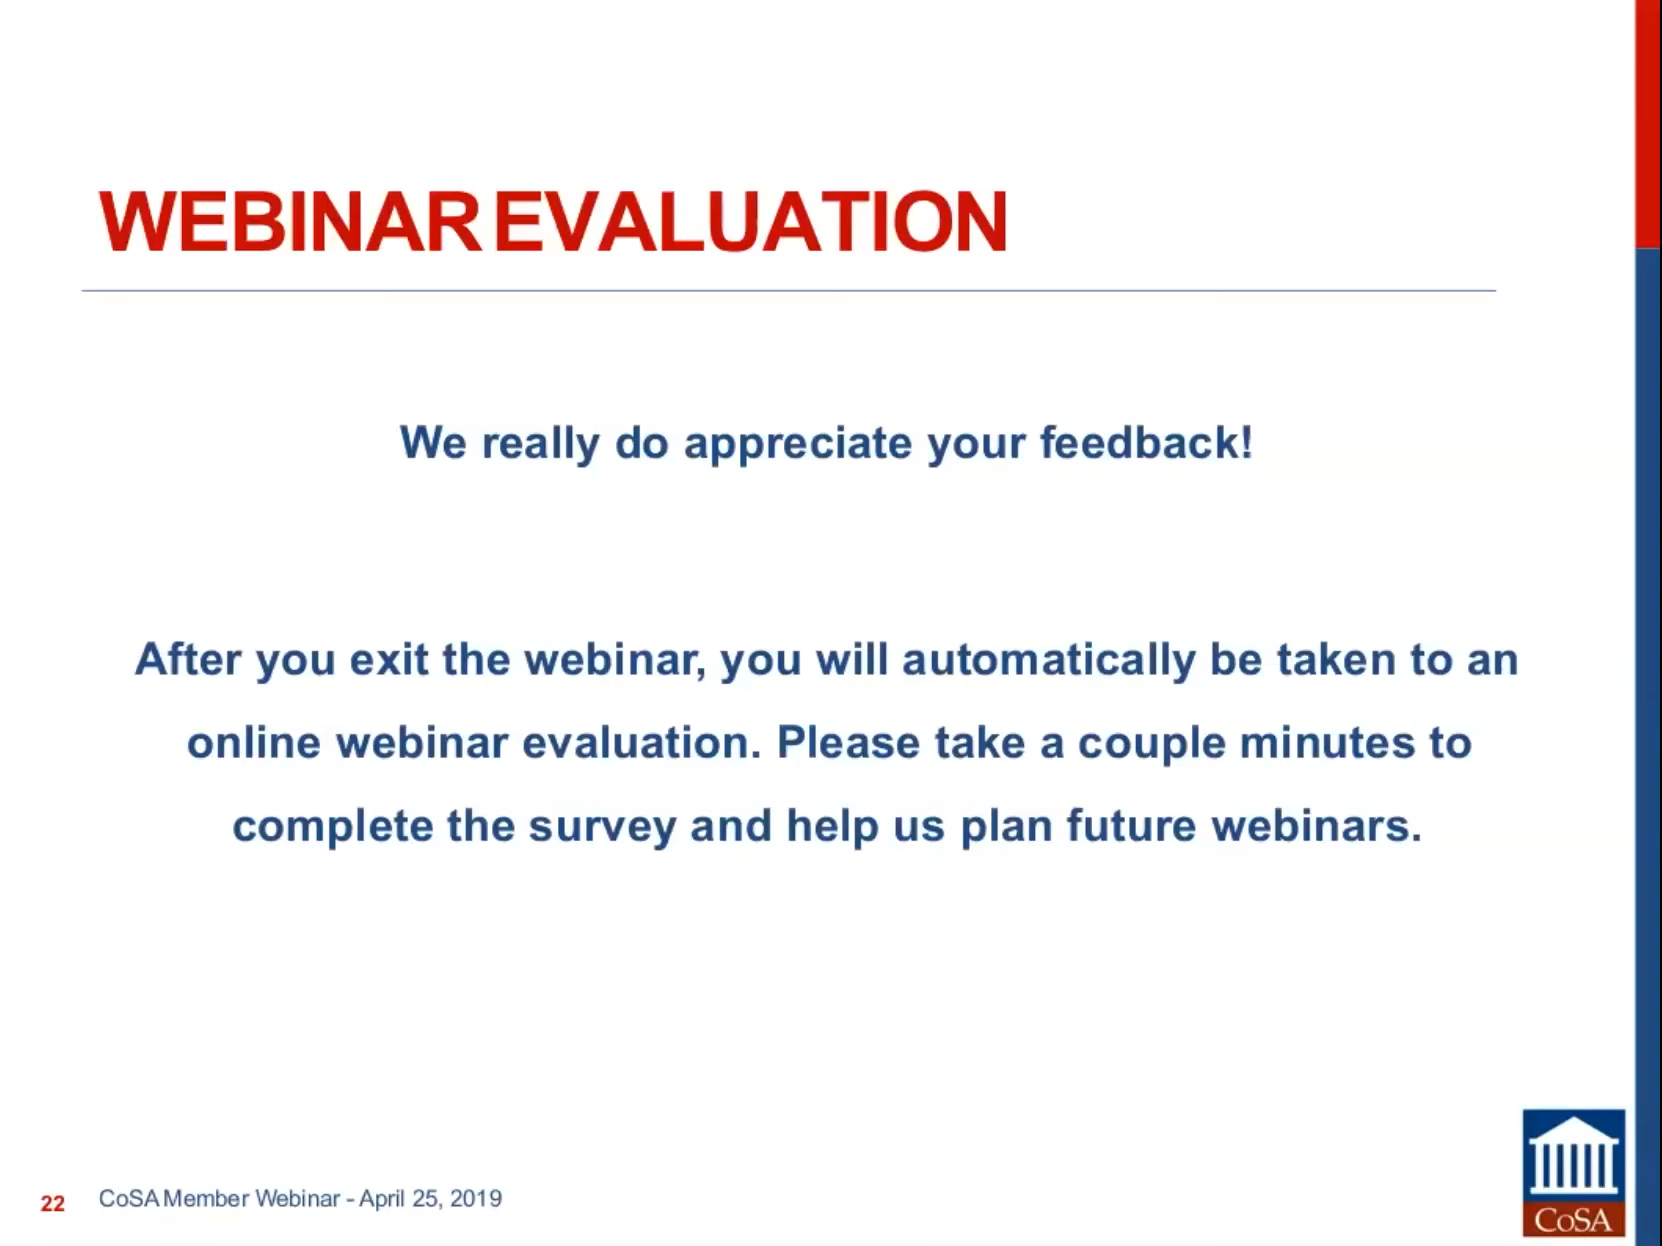 WEBINAR EVALUATION
We really do appreciate your feedback!
After you exit the webinar, you will automatically be taken to an
online webinar evaluation. Please take a couple minutes to
complete the survey and help us plan future webinars.
22 CoSA Member Webinar - April 25, 2019
CoSA